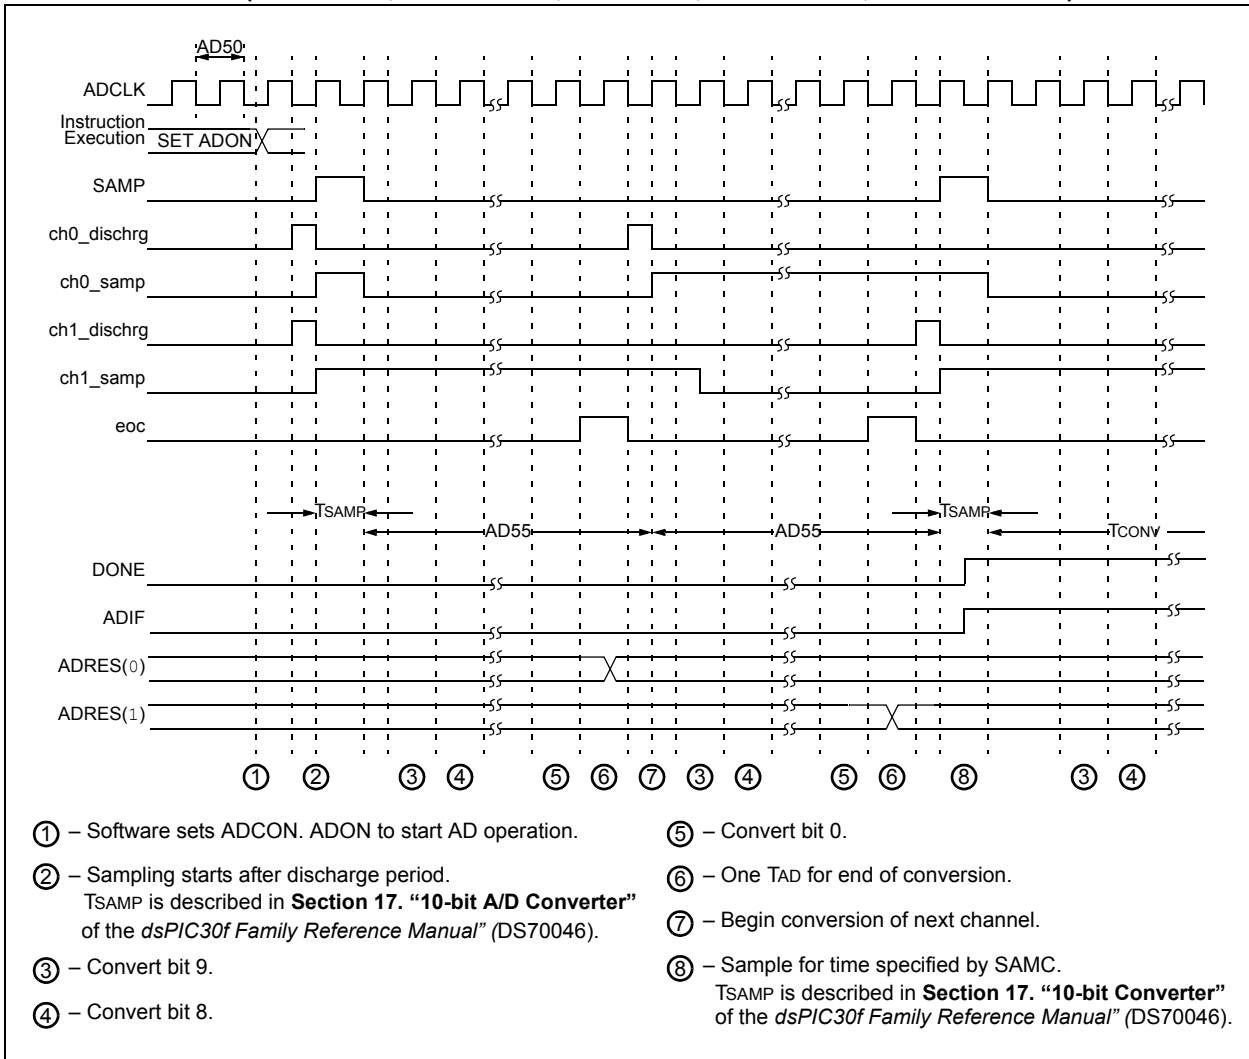 AD50
ADCLK
Instruction
Execution
SET ADON
SAMP
ch0_dischrg
ch0_samp
ch1_dischrg
ch1_samp
eoc
TSAMP
TSAMP
AD55
AD55
TCONV
DONE
ADIF
ADRES(0)
ADRES(1)
1 2 3 4 5 6 7 3 4 5 6 8 3 4
1 – Software sets ADCON. ADON to start AD operation.
2 – Sampling starts after discharge period.
TSAMP is described in Section 17. “10-bit A/D Converter”
of the dsPIC30f Family Reference Manual” (DS70046).
3 – Convert bit 9.
4 – Convert bit 8.
5 – Convert bit 0.
6 – One TAD for end of conversion.
7 – Begin conversion of next channel.
8 – Sample for time specified by SAMC.
TSAMP is described in Section 17. “10-bit Converter”
of the dsPIC30f Family Reference Manual” (DS70046).